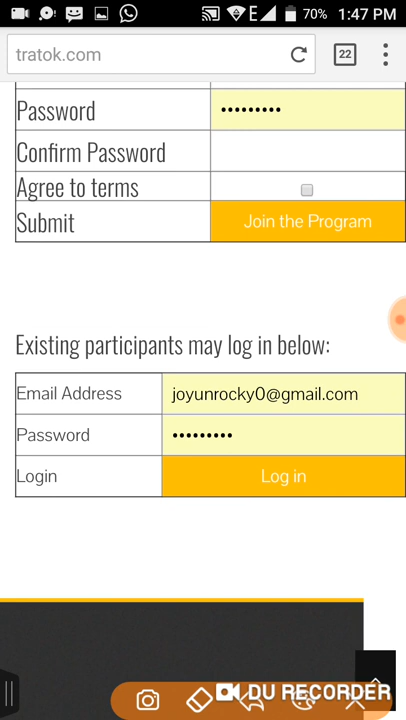 E 70% 1:47 PM
tratok.com 22
Password •••••••••
Confirm Password
Agree to terms
Submit Join the Program
Existing participants may log in below:
Email Address joyunrocky0@gmail.com
Password •••••••••
Login Log in
DU RECORDER